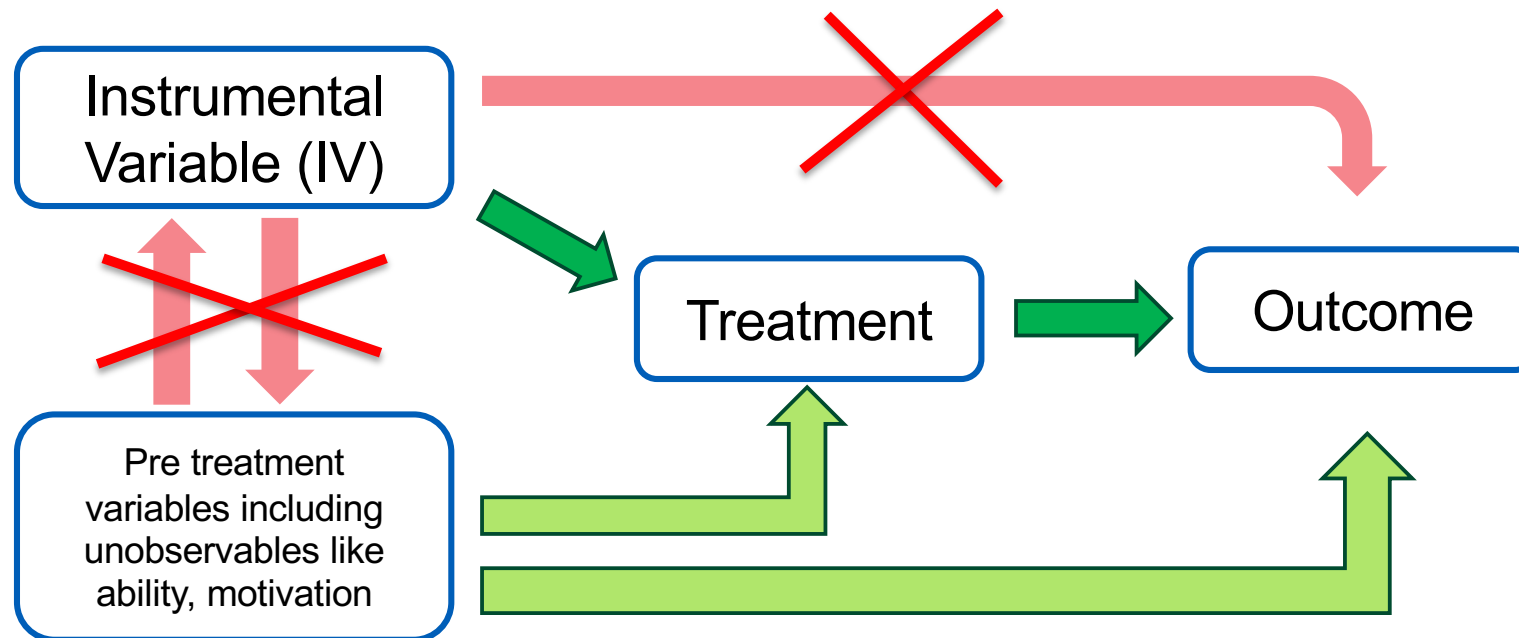 Instrumental
Variable (IV)
Treatment
Outcome
Pre treatment
variables including
unobservables like
ability, motivation